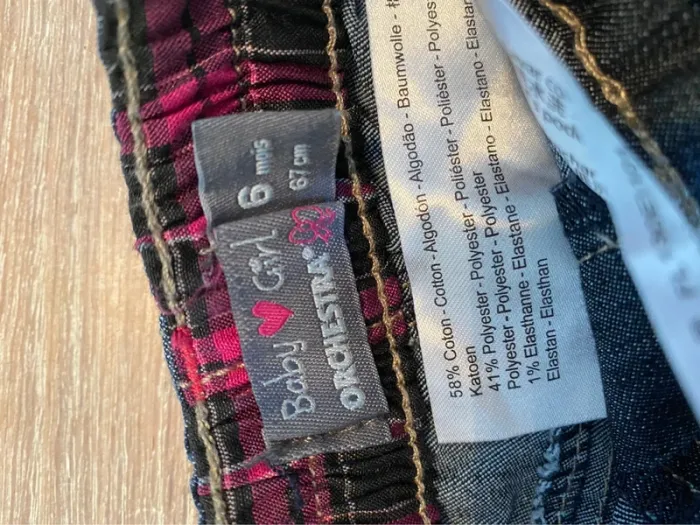 6 mois
67 cm
Baby Girl
ORCHESTRA®
58% Coton - Cotton - Algodón - Algodão - Baumwolle -
Katoen
41% Polyester - Polyester - Poliéster - Poliéster - Polyes
Polyester - Polyester - Polyester
1% Elasthanne - Elastane - Elastano - Elastano - Elastan
Elastan - Elasthan